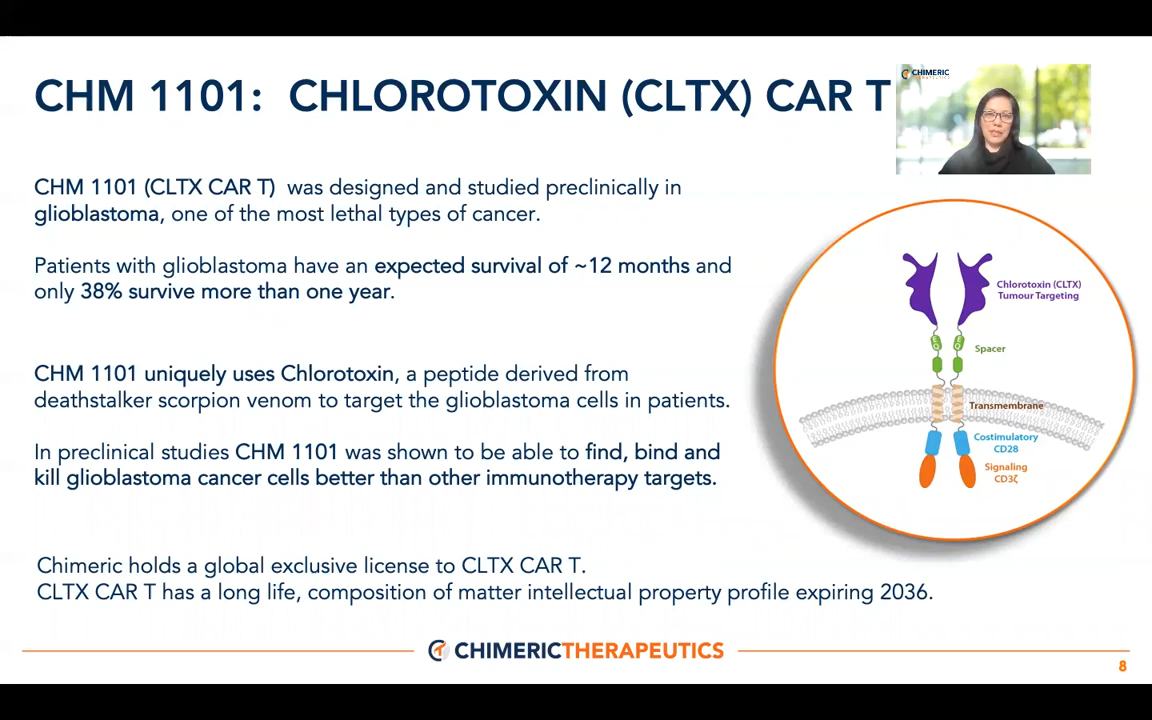 CHM 1101: CHLOROTOXIN (CLTX) CAR T
CHIMERIC
CHM 1101 (CLTX CAR T) was designed and studied preclinically in
glioblastoma, one of the most lethal types of cancer.
Patients with glioblastoma have an expected survival of ~12 months and
only 38% survive more than one year.
CHM 1101 uniquely uses Chlorotoxin, a peptide derived from
deathstalker scorpion venom to target the glioblastoma cells in patients.
In preclinical studies CHM 1101 was shown to be able to find, bind and
kill glioblastoma cancer cells better than other immunotherapy targets.
Chlorotoxin (CLTX)
Tumour Targeting
Spacer
Transmembrane
Costimulatory
CD28
Signaling
CD3ζ
Chimeric holds a global exclusive license to CLTX CAR T.
CLTX CAR T has a long life, composition of matter intellectual property profile expiring 2036.
CHIMERICTHERAPEUTICS
8